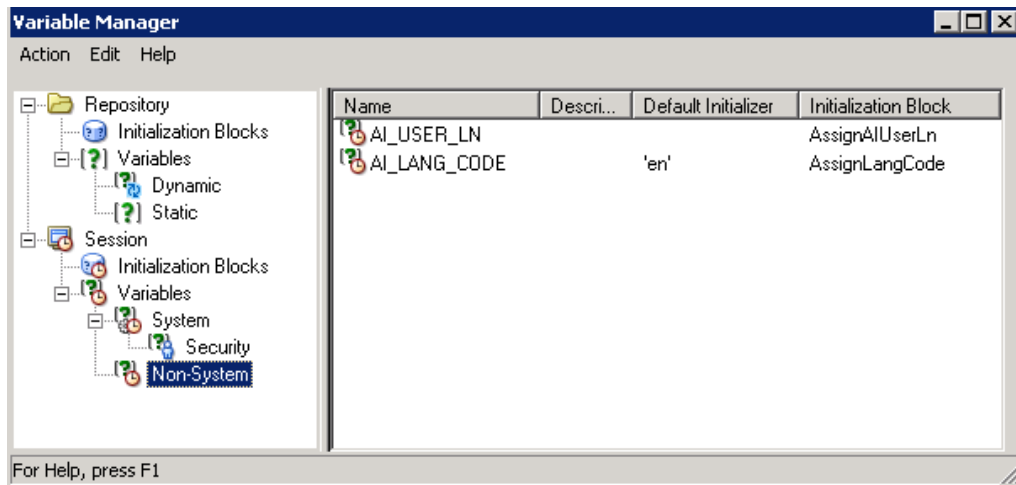 Variable Manager
Action Edit Help
Repository
Initialization Blocks
Variables
Dynamic
Static
Session
Initialization Blocks
Variables
System
Security
Non-System
Name Descri... Default Initializer Initialization Block
AI_USER_LN AssignAIUserLn
AI_LANG_CODE 'en' AssignLangCode
For Help, press F1